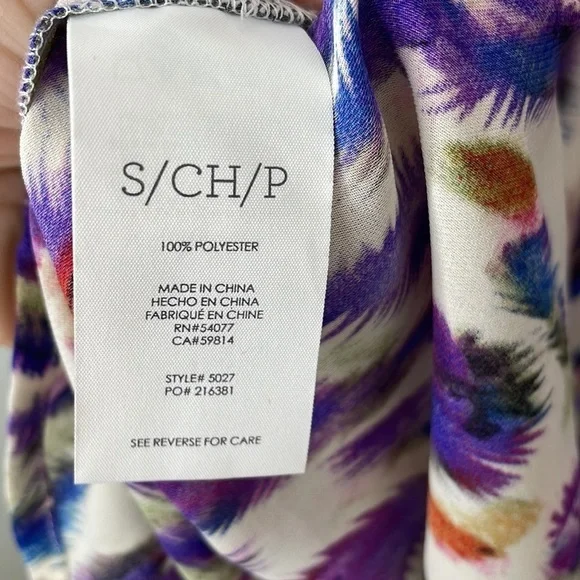 S/CH/P
100% POLYESTER
MADE IN CHINA
HECHO EN CHINA
FABRIQUÉ EN CHINE
RN#54077
CA#59814
STYLE# 5027
PO# 216381
SEE REVERSE FOR CARE